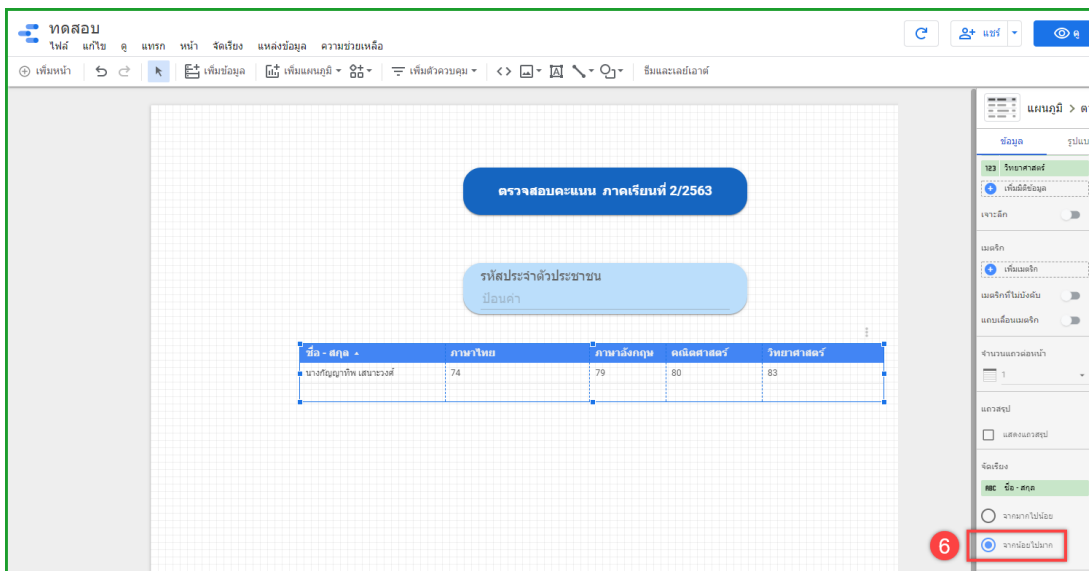 ทดสอบ
ไฟล์ แก้ไข ดู แทรก หน้า จัดเรียง แหล่งข้อมูล ความช่วยเหลือ
แชร์ ดู
เพิ่มหน้า เพิ่มข้อมูล เพิ่มแผนภูมิ เพิ่มตัวควบคุม ธีมและเลย์เอาต์
แผนภูมิ > ต
ข้อมูล รูปแบ
123 วิทยาศาสตร์
เพิ่มมิติข้อมูล
เจาะลึก
เมตริก
เพิ่มเมตริก
เมตริกที่ไม่บังคับ
แถบเลื่อนเมตริก
จำนวนแถวต่อหน้า
1
แถวสรุป
แสดงแถวสรุป
จัดเรียง
ABC ชื่อ - สกุล
จากมากไปน้อย
6 จากน้อยไปมาก
ตรวจสอบคะแนน ภาคเรียนที่ 2/2563
รหัสประจำตัวประชาชน
ป้อนค่า
ชื่อ - สกุล ภาษาไทย ภาษาอังกฤษ คณิตศาสตร์ วิทยาศาสตร์
นางกัญญาทิพ เสนาะวงศ์ 74 79 80 83